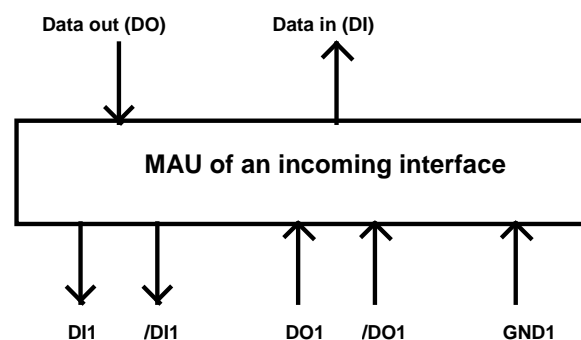 Data out (DO) Data in (DI)
MAU of an incoming interface
DI1 /DI1 DO1 /DO1 GND1